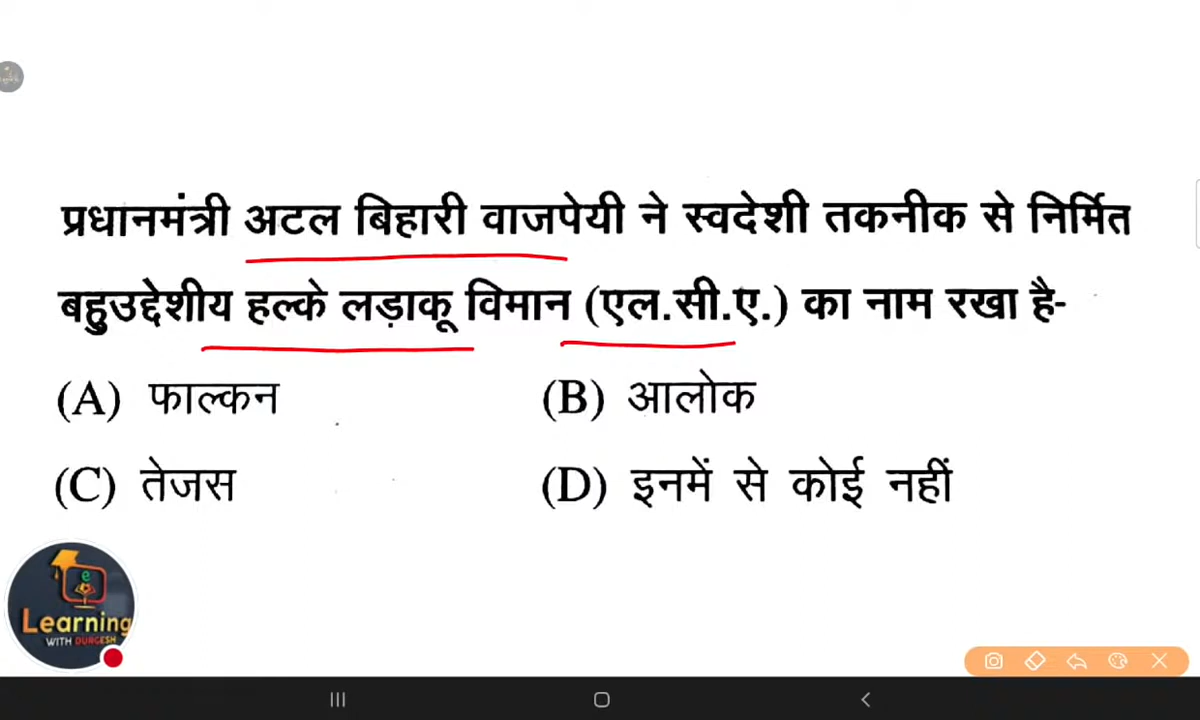 प्रधानमंत्री अटल बिहारी वाजपेयी ने स्वदेशी तकनीक से निर्मित
बहुउद्देशीय हल्के लड़ाकू विमान (एल.सी.ए.) का नाम रखा है-
(A) फाल्कन (B) आलोक
(C) तेजस (D) इनमें से कोई नहीं
e
Learning
WITH DURGESH